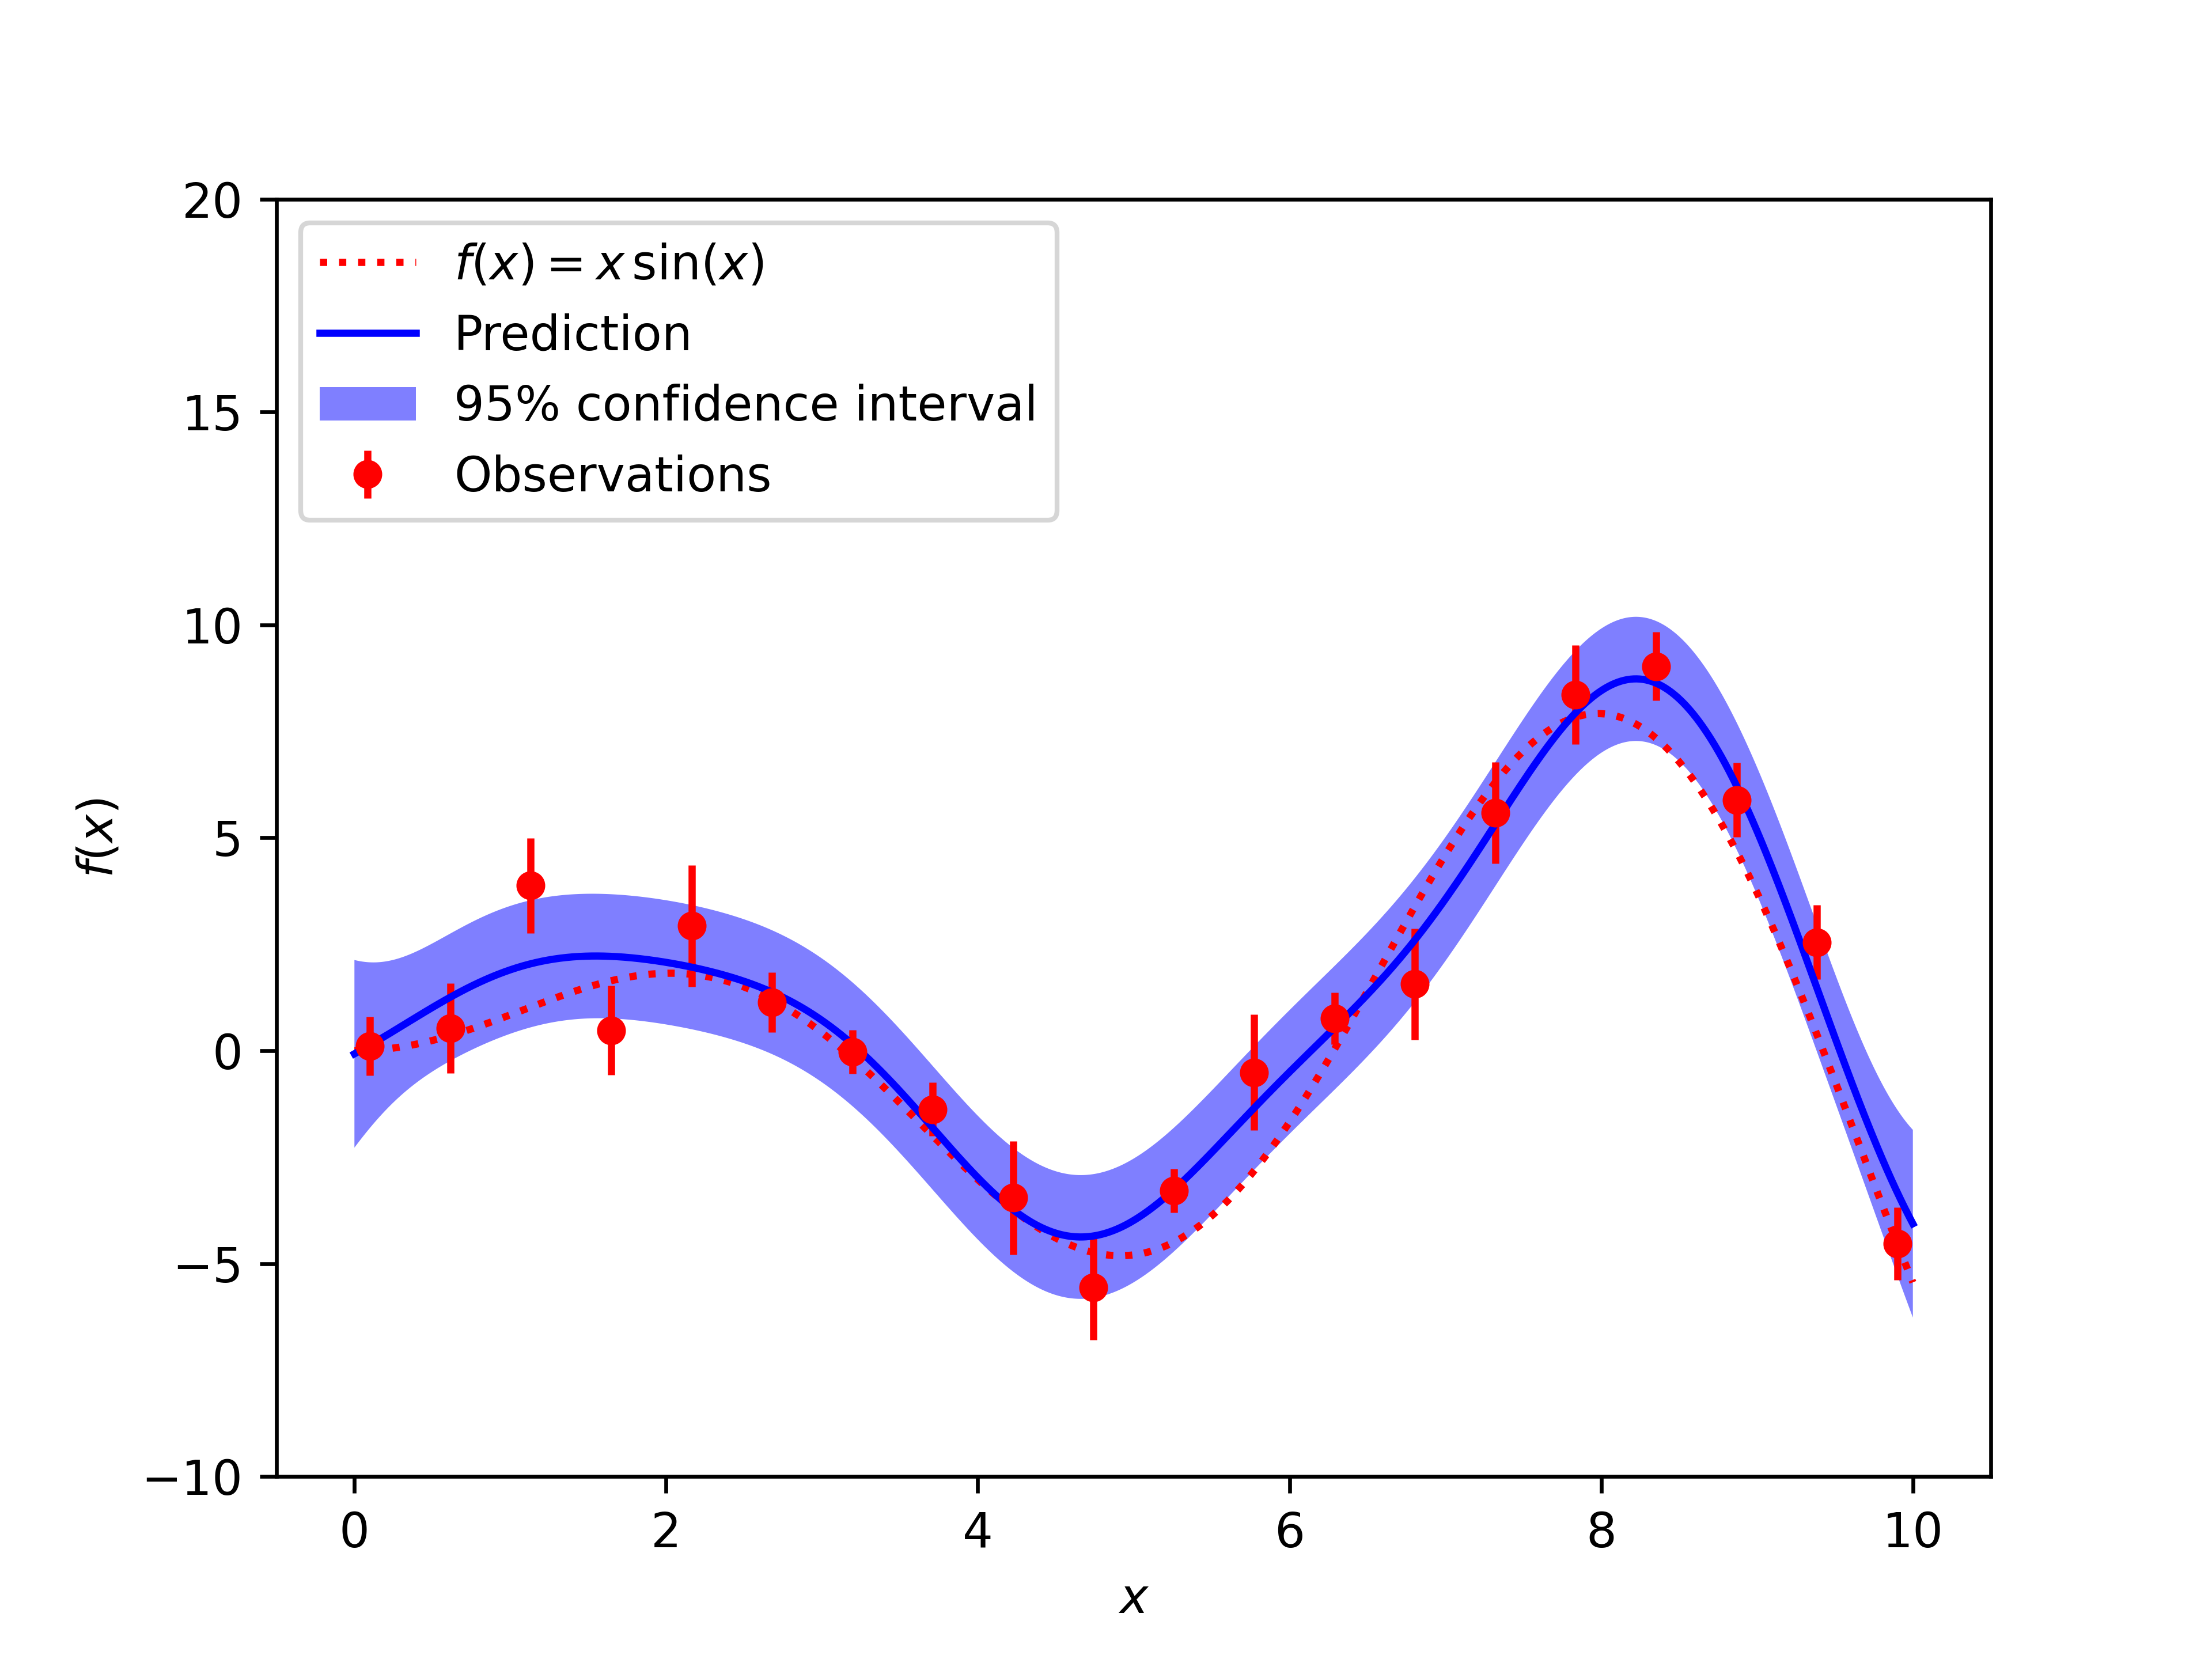 20
15
10
5
0
−5
−10
f(x)
f(x) = x sin(x)
Prediction
95% confidence interval
Observations
0 2 4 6 8 10
x